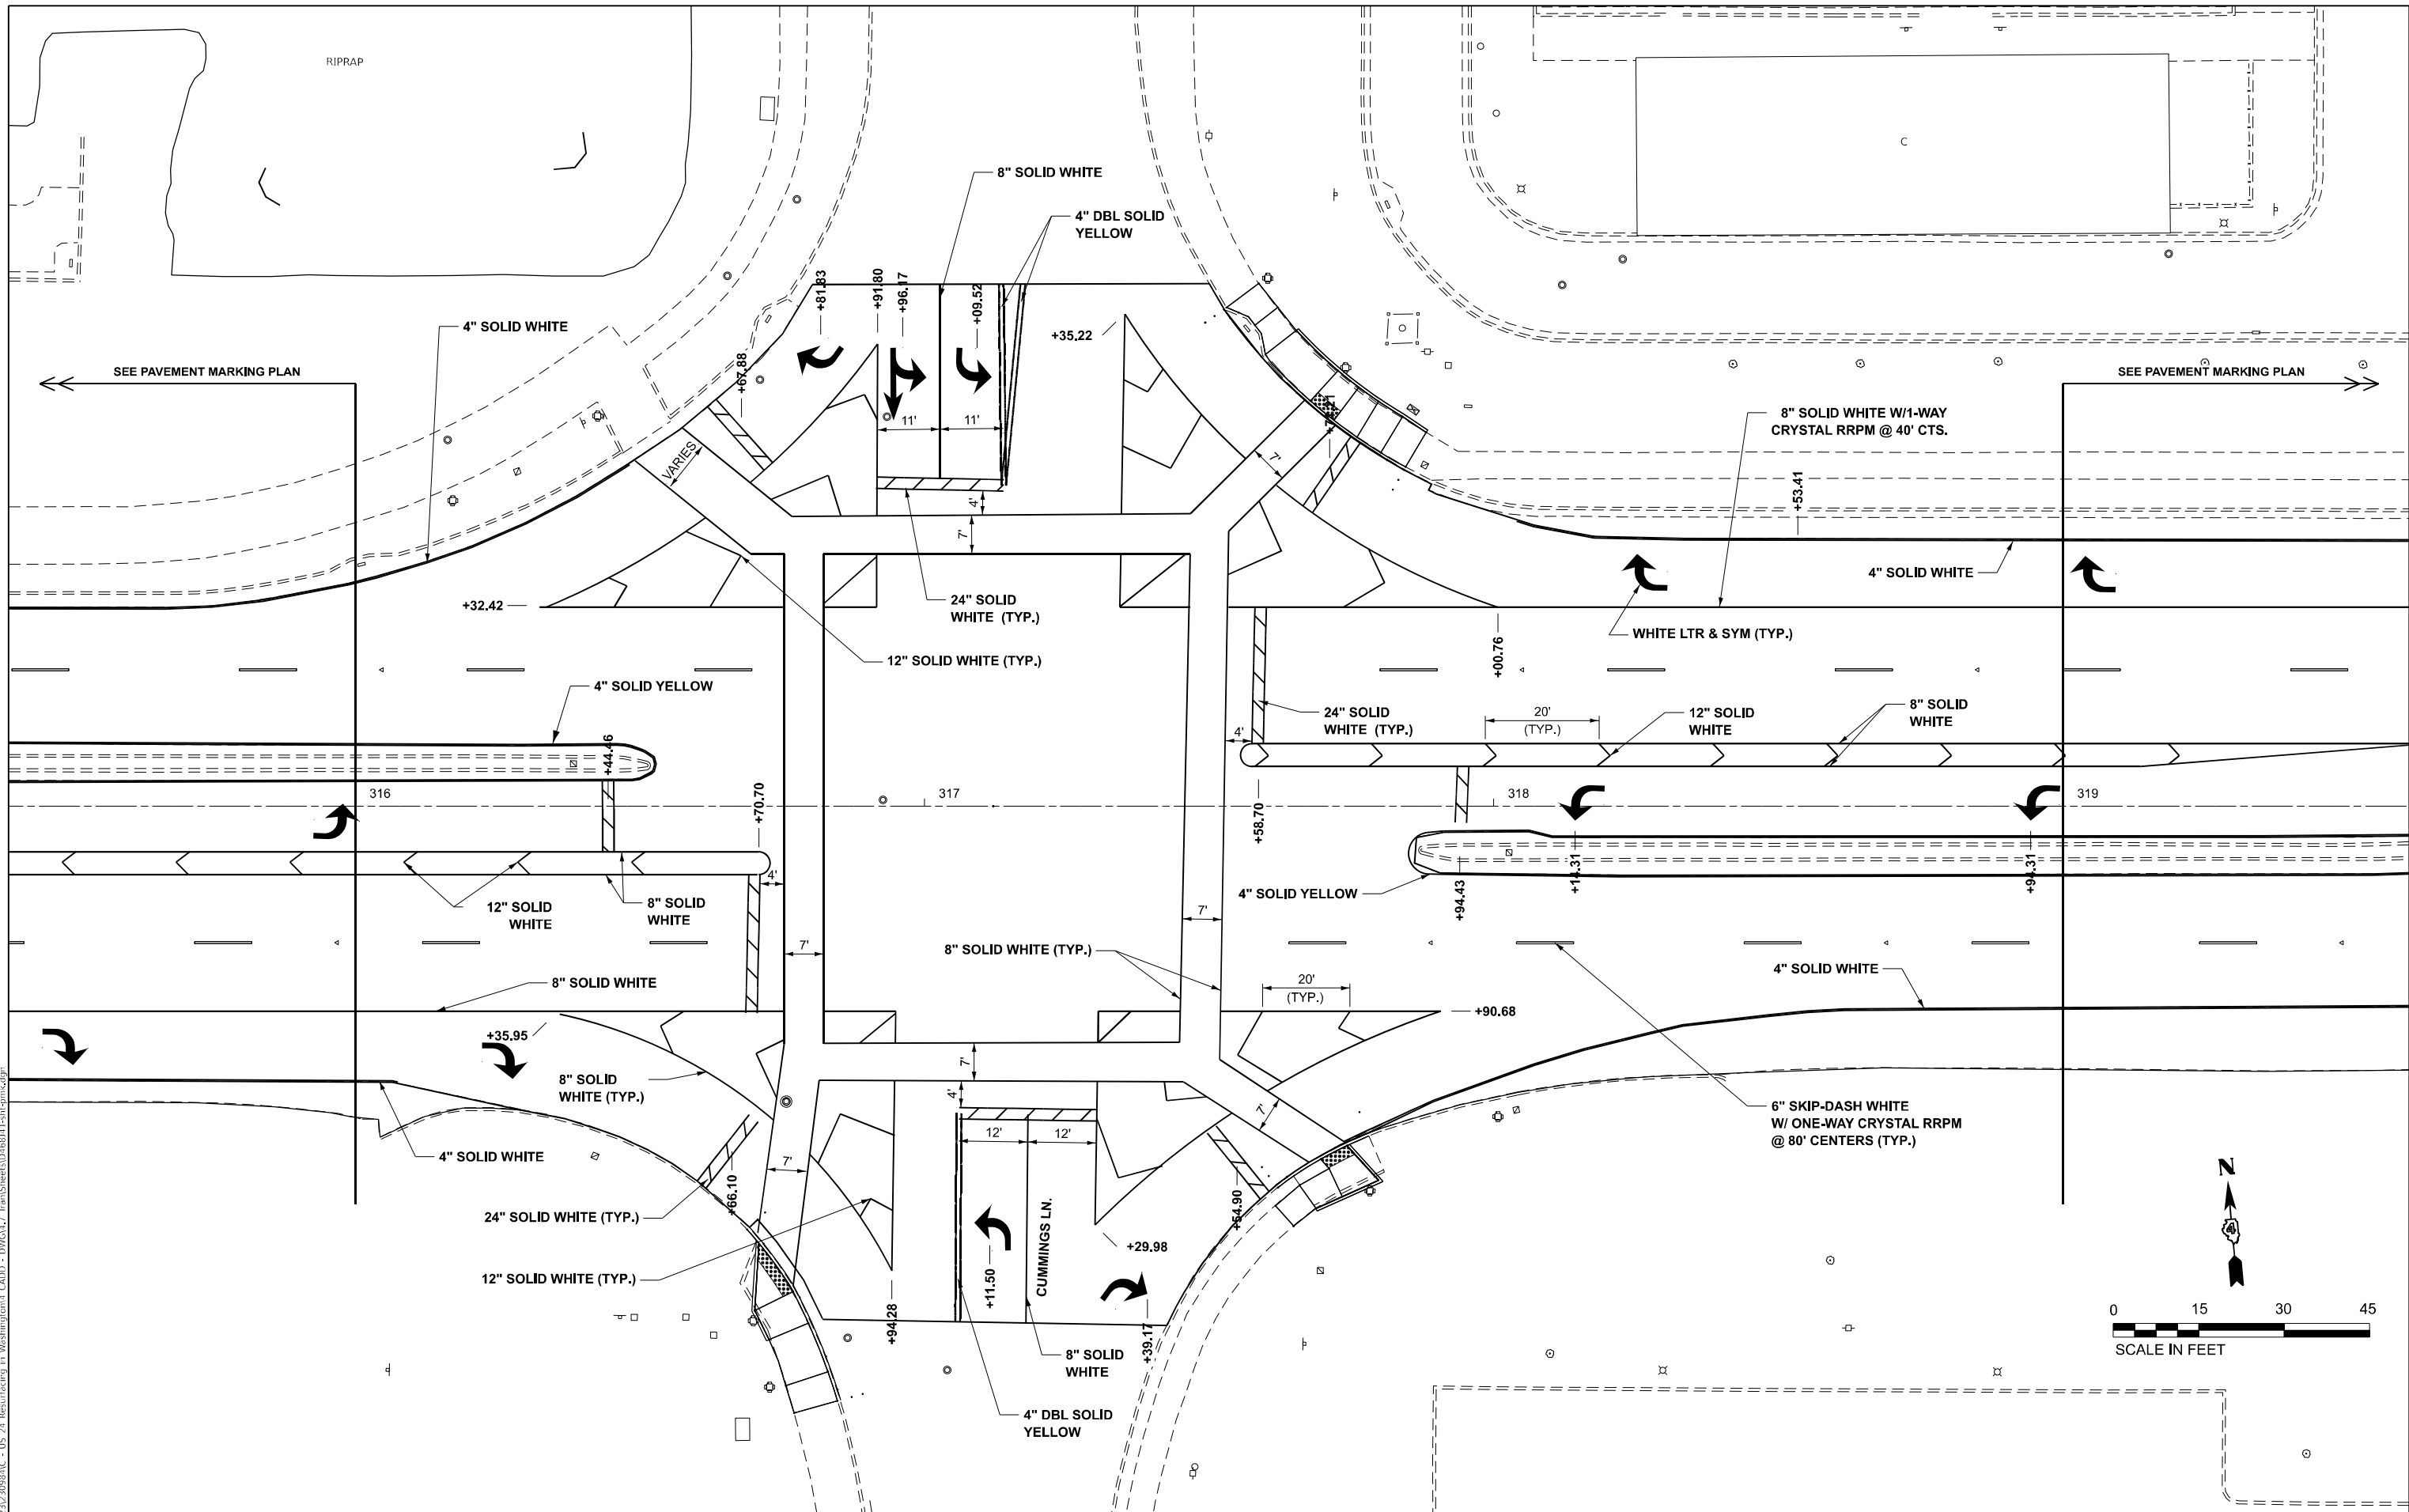 RIPRAP
C
8" SOLID WHITE
4" DBL SOLID
YELLOW
+81.83
+91.80
+96.17
+09.52
+35.22
4" SOLID WHITE
+67.88
SEE PAVEMENT MARKING PLAN
SEE PAVEMENT MARKING PLAN
11'
11'
8" SOLID WHITE W/1-WAY
CRYSTAL RRPM @ 40' CTS.
VARIES
7'
+53.41
4'
7'
4" SOLID WHITE
+32.42
24" SOLID
WHITE (TYP.)
WHITE LTR & SYM (TYP.)
12" SOLID WHITE (TYP.)
+00.76
4" SOLID YELLOW
24" SOLID
WHITE (TYP.)
20'
(TYP.)
12" SOLID
WHITE
8" SOLID
WHITE
4'
+44.46
316
+70.70
317
+58.70
318
319
+14.31
+94.31
4'
4" SOLID YELLOW
+94.43
12" SOLID
WHITE
8" SOLID
WHITE
7'
7'
8" SOLID WHITE (TYP.)
4" SOLID WHITE
8" SOLID WHITE
20'
(TYP.)
+90.68
+35.95
7'
8" SOLID
WHITE (TYP.)
4'
7'
6" SKIP-DASH WHITE
W/ ONE-WAY CRYSTAL RRPM
@ 80' CENTERS (TYP.)
12'
12'
4" SOLID WHITE
7'
+66.10
+54.90
24" SOLID WHITE (TYP.)
CUMMINGS LN.
+29.98
12" SOLID WHITE (TYP.)
+11.50
+94.28
+39.17
8" SOLID
WHITE
4" DBL SOLID
YELLOW
N
4
0 15 30 45
SCALE IN FEET